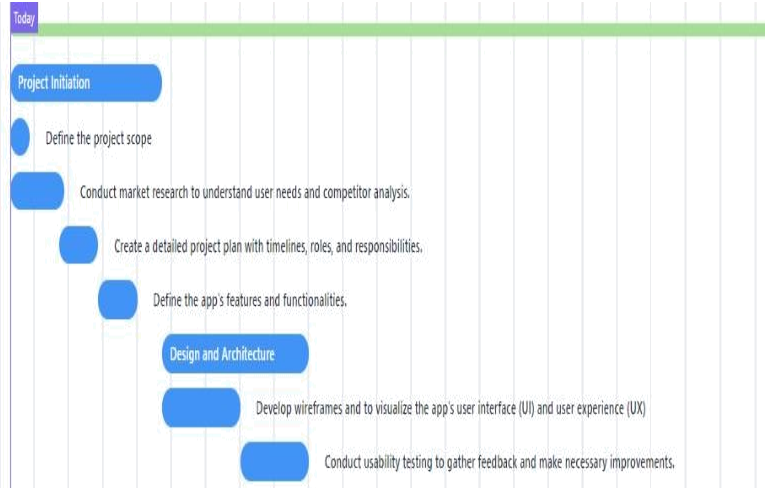 Today
Project Initiation
Define the project scope
Conduct market research to understand user needs and competitor analysis.
Create a detailed project plan with timelines, roles, and responsibilities.
Define the app's features and functionalities.
Design and Architecture
Develop wireframes and to visualize the app's user interface (UI) and user experience (UX)
Conduct usability testing to gather feedback and make necessary improvements.